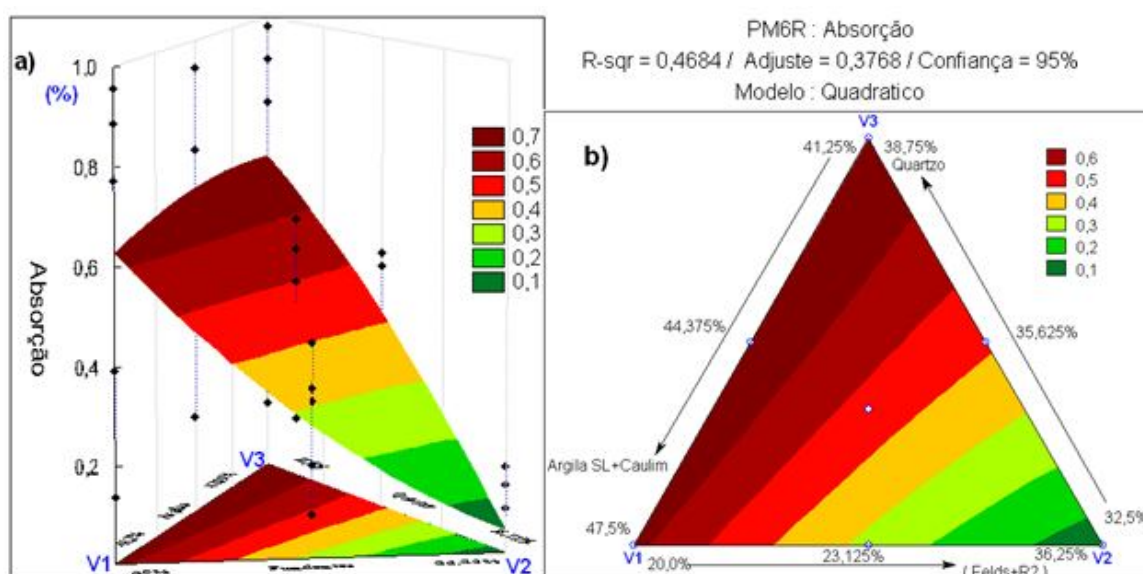 a)
1,0
(%)
0,8
0,6
0,4
0,2
Absorção
0,7
0,6
0,5
0,4
0,3
0,2
0,1
V3
V1
V2
PM6R : Absorção
R-sqr = 0,4684 / Adjuste = 0,3768 / Confiança = 95%
Modelo : Quadratico
b)
V3
41,25%
38,75%
Quartzo
0,6
0,5
0,4
0,3
0,2
0,1
44,375%
35,625%
Argila SL+Caulim
47,5%
32,5%
V1
20,0%
23,125%
36,25%
V2
( Felds+R2 )